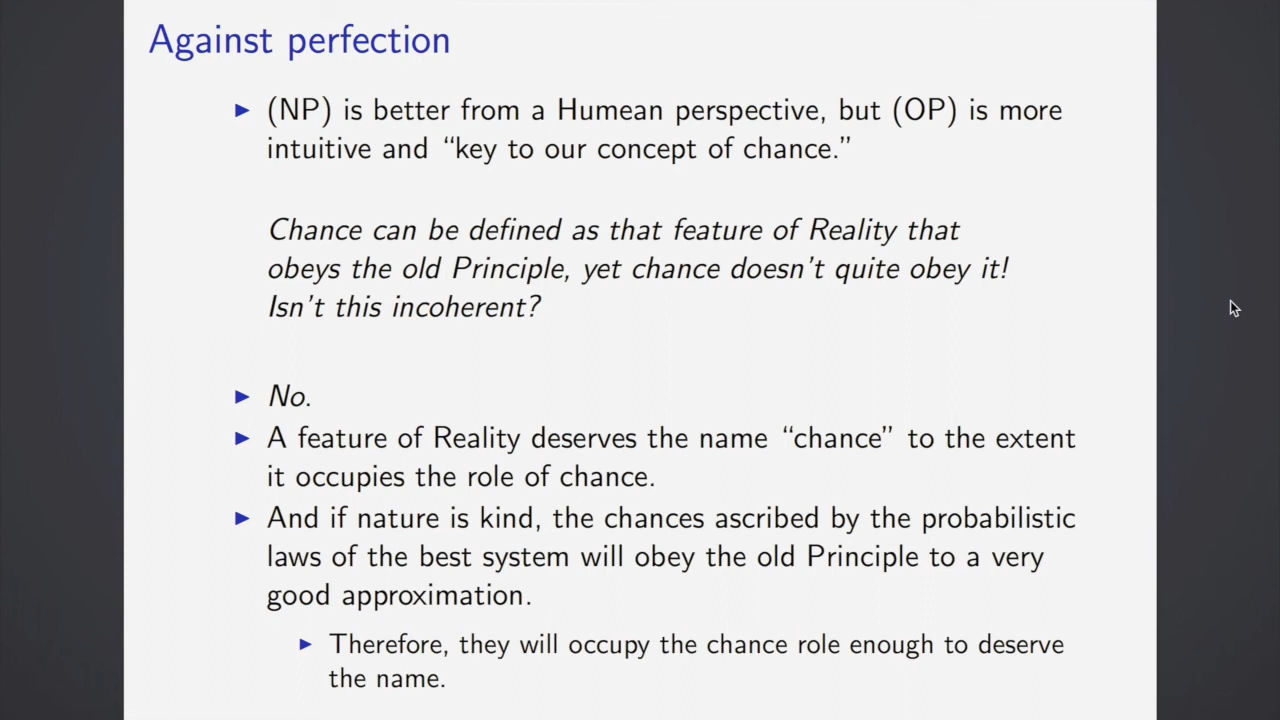 Against perfection
▶ (NP) is better from a Humean perspective, but (OP) is more
intuitive and “key to our concept of chance.”
Chance can be defined as that feature of Reality that
obeys the old Principle, yet chance doesn't quite obey it!
Isn't this incoherent?
▶ No.
▶ A feature of Reality deserves the name “chance” to the extent
it occupies the role of chance.
▶ And if nature is kind, the chances ascribed by the probabilistic
laws of the best system will obey the old Principle to a very
good approximation.
▶ Therefore, they will occupy the chance role enough to deserve
the name.